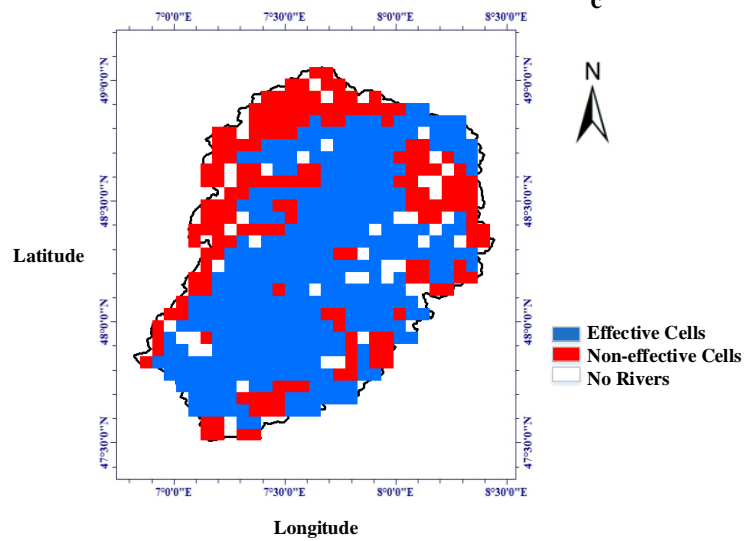 c
7°0'0"E 7°30'0"E 8°0'0"E 8°30'0"E
N
49°0'0"N
49°0'0"N
48°30'0"N
48°30'0"N
Latitude
48°0'0"N
48°0'0"N
Effective Cells
Non-effective Cells
No Rivers
47°30'0"N
47°30'0"N
7°0'0"E 7°30'0"E 8°0'0"E 8°30'0"E
Longitude